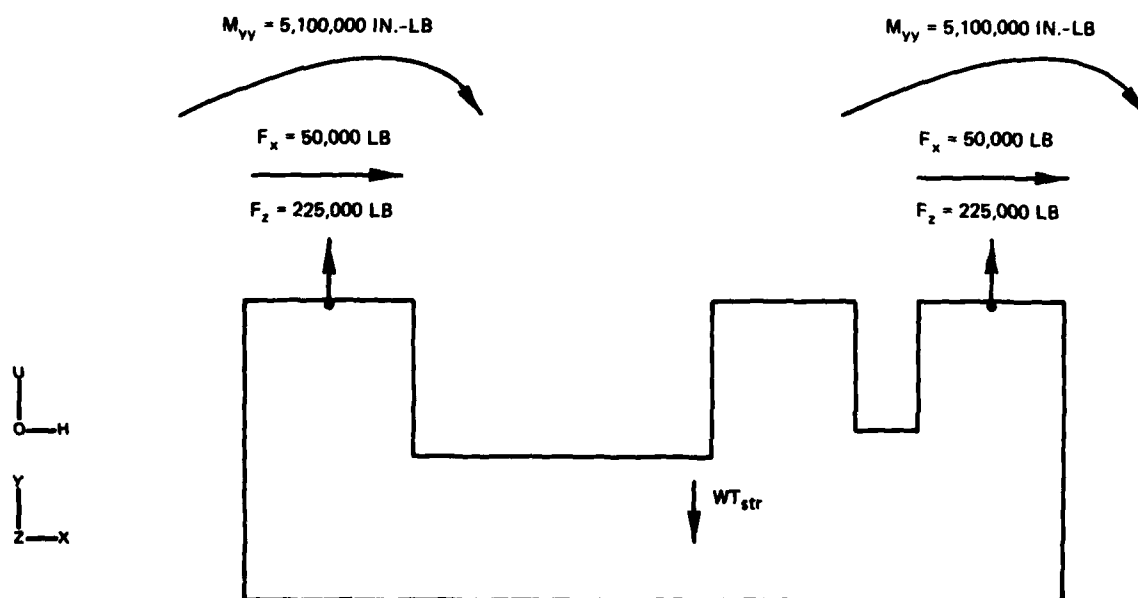 M_yy = 5,100,000 IN.-LB
M_yy = 5,100,000 IN.-LB
F_x = 50,000 LB
F_x = 50,000 LB
F_z = 225,000 LB
F_z = 225,000 LB
U
O—H
Y
Z—X
WT_str